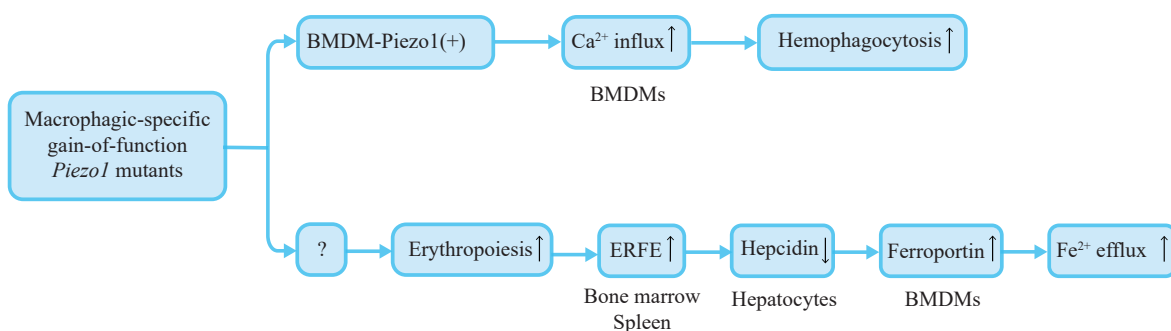 Macrophagic-specific
gain-of-function
Piezo1 mutants
BMDM-Piezo1(+)
Ca²⁺ influx↑
Hemophagocytosis↑
BMDMs
?
Erythropoiesis↑
ERFE↑
Hepcidin↓
Ferroportin↑
Fe²⁺ efflux ↑
Bone marrow
Spleen
Hepatocytes
BMDMs